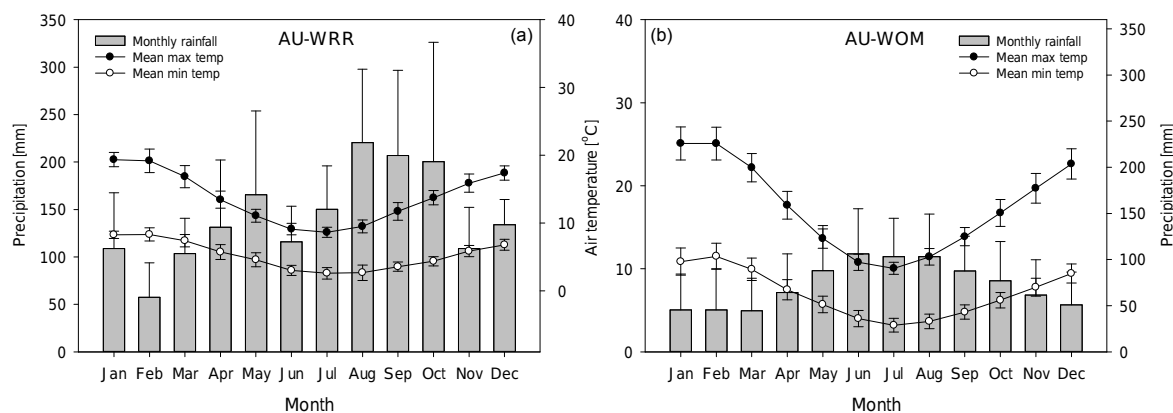 AU-WRR
(a)
Monthly rainfall
Mean max temp
Mean min temp
Precipitation [mm]
350
300
250
200
150
100
50
0
40
30
20
10
0
Jan Feb Mar Apr May Jun Jul Aug Sep Oct Nov Dec
Month
(b)
AU-WOM
Monthly rainfall
Mean max temp
Mean min temp
Air temperature [°C]
40
30
20
10
0
350
300
250
200
150
100
50
0
Precipitation [mm]
Jan Feb Mar Apr May Jun Jul Aug Sep Oct Nov Dec
Month